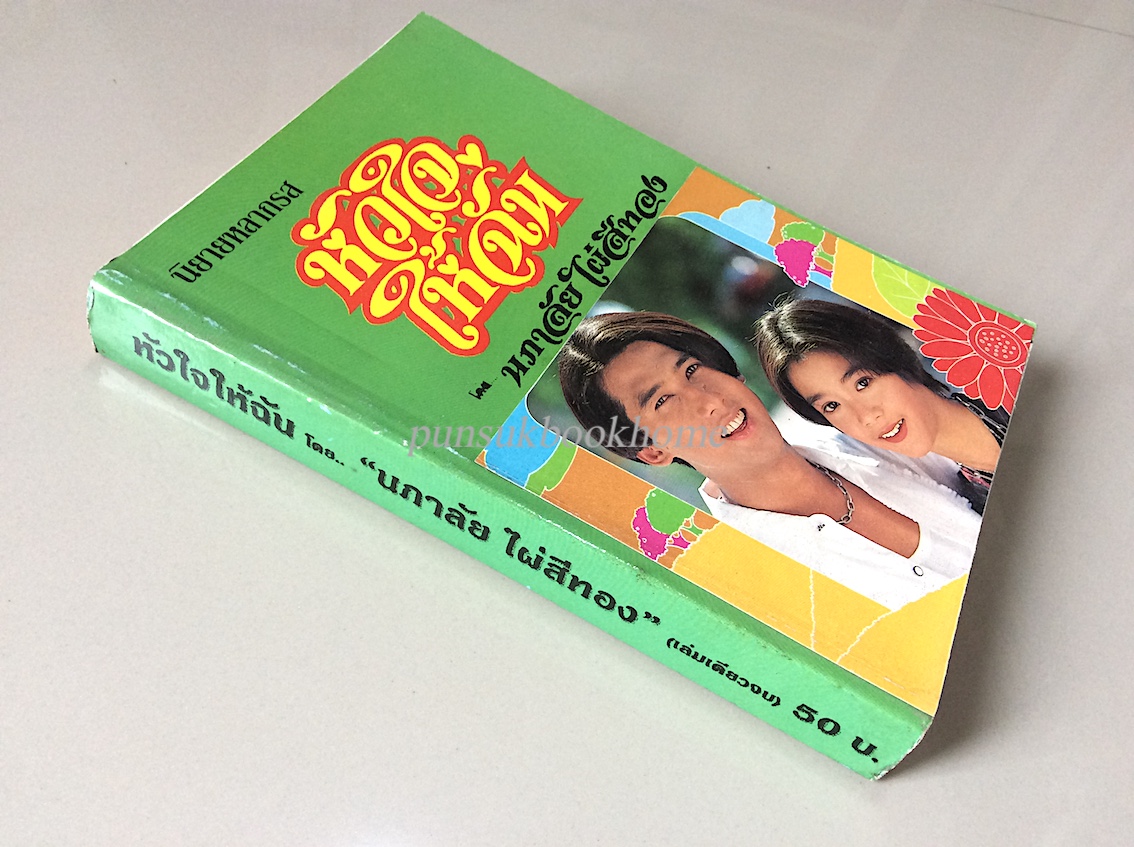 นิยายหลากรส
หัวใจ
ให้ฉัน
โดย..
นภาลัย ไผ่สีทอง
หัวใจให้ฉัน โดย.. “นภาลัย ไผ่สีทอง” (เล่มเดียวจบ) 50 บ.
punsukbookhome